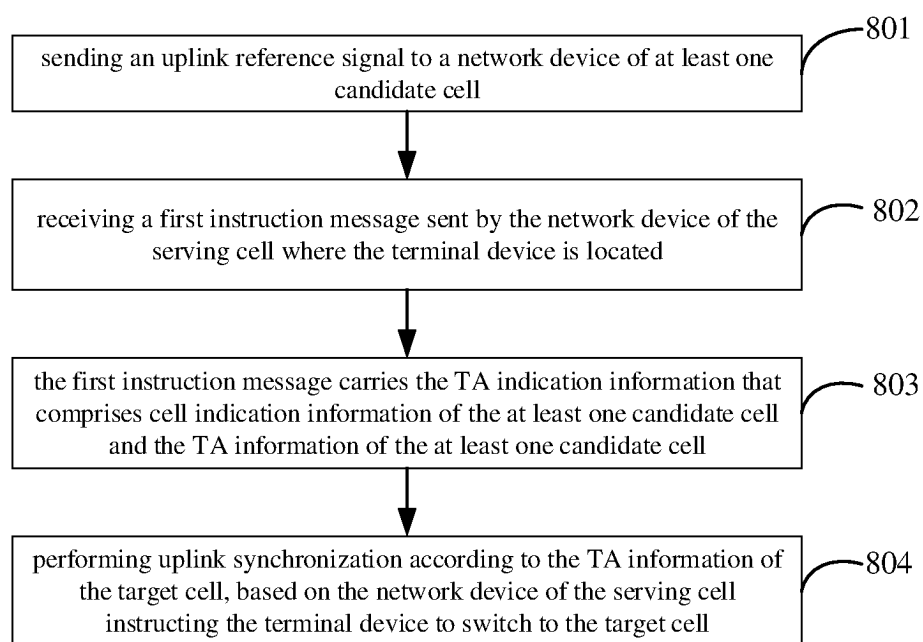 sending an uplink reference signal to a network device of at least one
candidate cell
801
receiving a first instruction message sent by the network device of the
serving cell where the terminal device is located
802
the first instruction message carries the TA indication information that
comprises cell indication information of the at least one candidate cell
and the TA information of the at least one candidate cell
803
performing uplink synchronization according to the TA information of
the target cell, based on the network device of the serving cell
instructing the terminal device to switch to the target cell
804